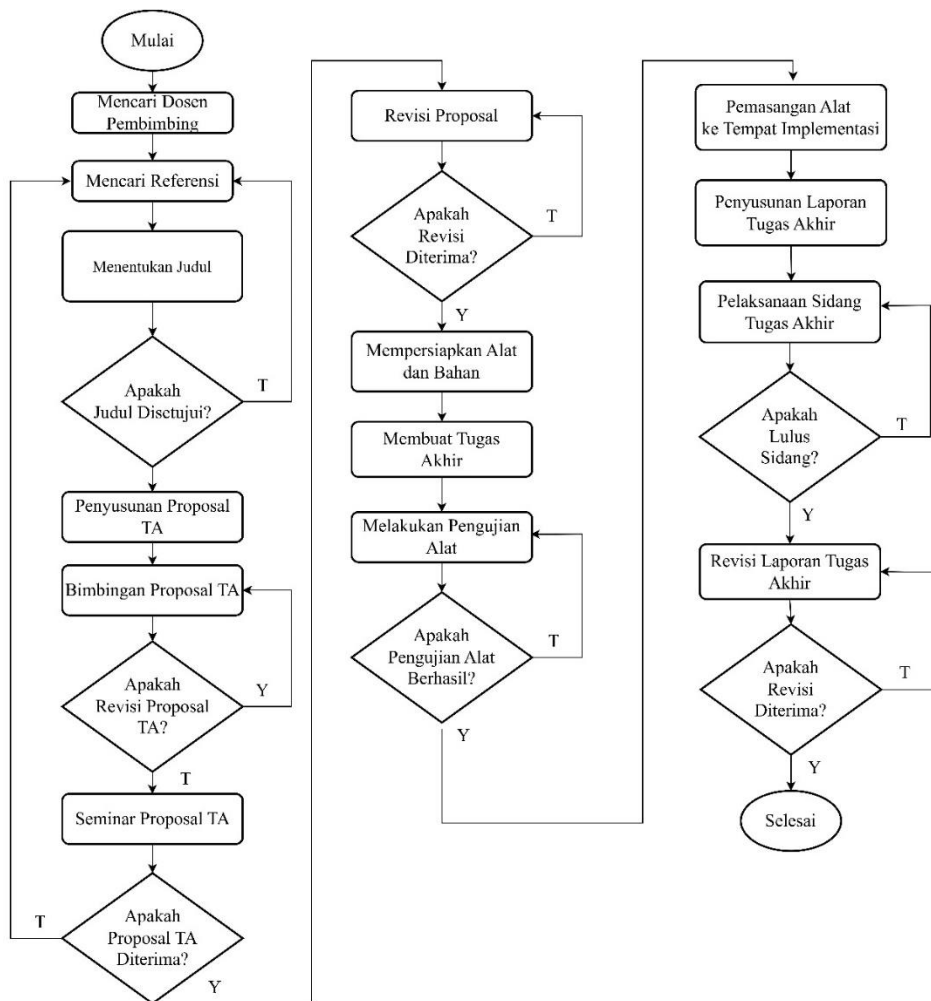 Mulai
Mencari Dosen
Pembimbing
Mencari Referensi
Menentukan Judul
Apakah
Judul Disetujui?
T
Penyusunan Proposal
TA
Bimbingan Proposal TA
Apakah
Revisi Proposal
TA?
Y
T
Seminar Proposal TA
Apakah
Proposal TA
Diterima?
T
Y
Revisi Proposal
Apakah
Revisi
Diterima?
T
Y
Mempersiapkan Alat
dan Bahan
Membuat Tugas
Akhir
Melakukan Pengujian
Alat
Apakah
Pengujian Alat
Berhasil?
T
Y
Pemasangan Alat
ke Tempat Implementasi
Penyusunan Laporan
Tugas Akhir
Pelaksanaan Sidang
Tugas Akhir
Apakah
Lulus
Sidang?
T
Y
Revisi Laporan Tugas
Akhir
Apakah
Revisi
Diterima?
T
Y
Selesai